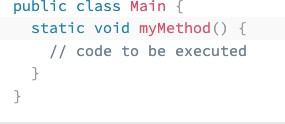 public class Main {
  static void myMethod() {
    // code to be executed
  }
}